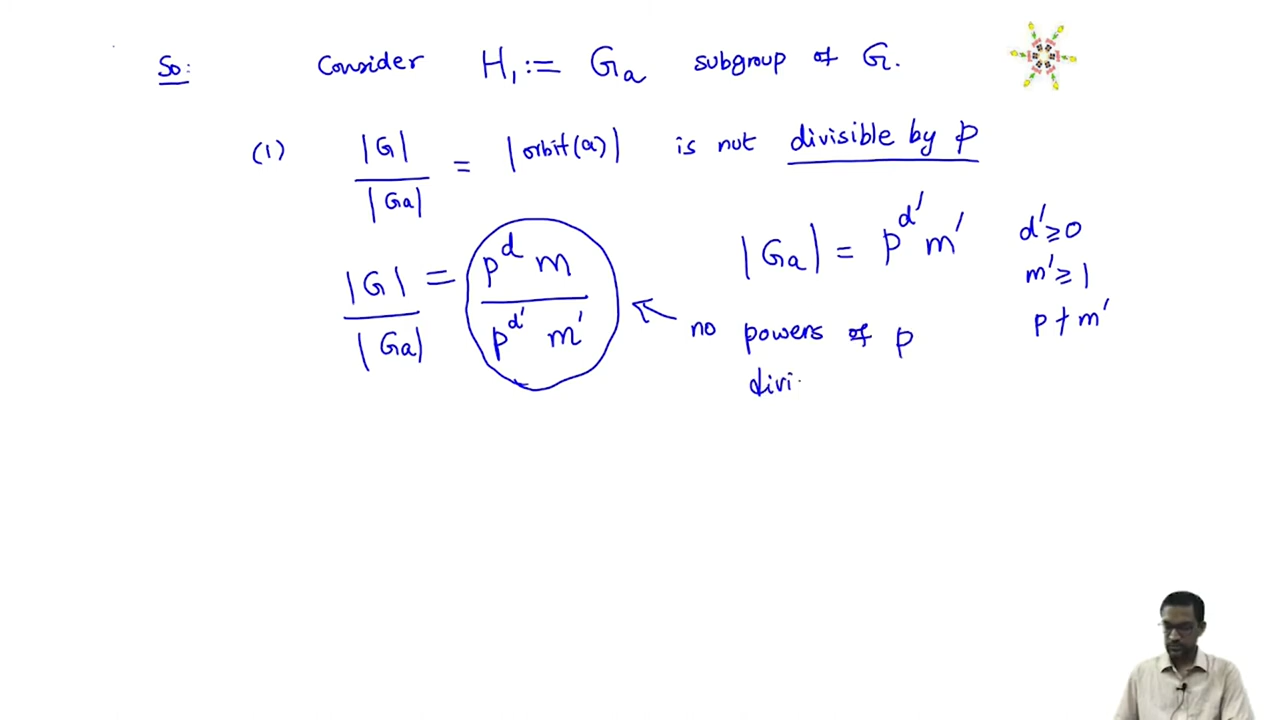 So: Consider H₁ := Gₐ subgroup of G.
(1) |G| / |Gₐ| = |orbit(a)| is not divisible by p
|G| / |Gₐ| = p^d m / p^d' m'
|Gₐ| = p^d' m' d' ≥ 0
m' ≥ 1
p ∤ m'
no powers of p
divi